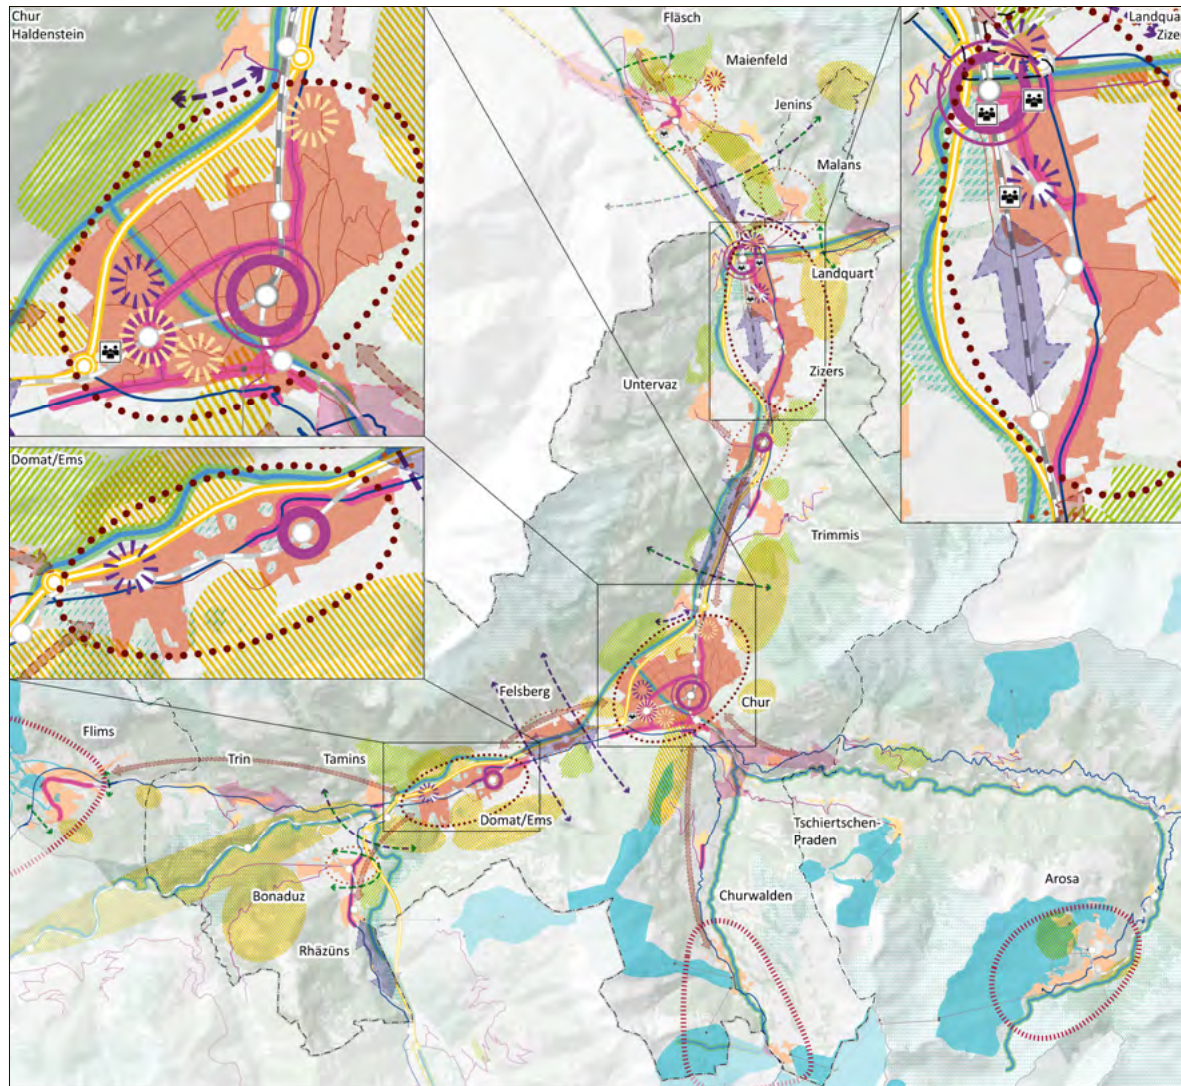 Chur
Haldenstein
Fläsch
Landqua
Zizer
Maienfeld
Jenins
Malans
Landquart
Untervaz
Zizers
Domat/Ems
Trimmis
Felsberg
Chur
Flims
Trin
Tamins
Domat/Ems
Tschiertschen-
Praden
Arosa
Bonaduz
Churwalden
Rhäzüns